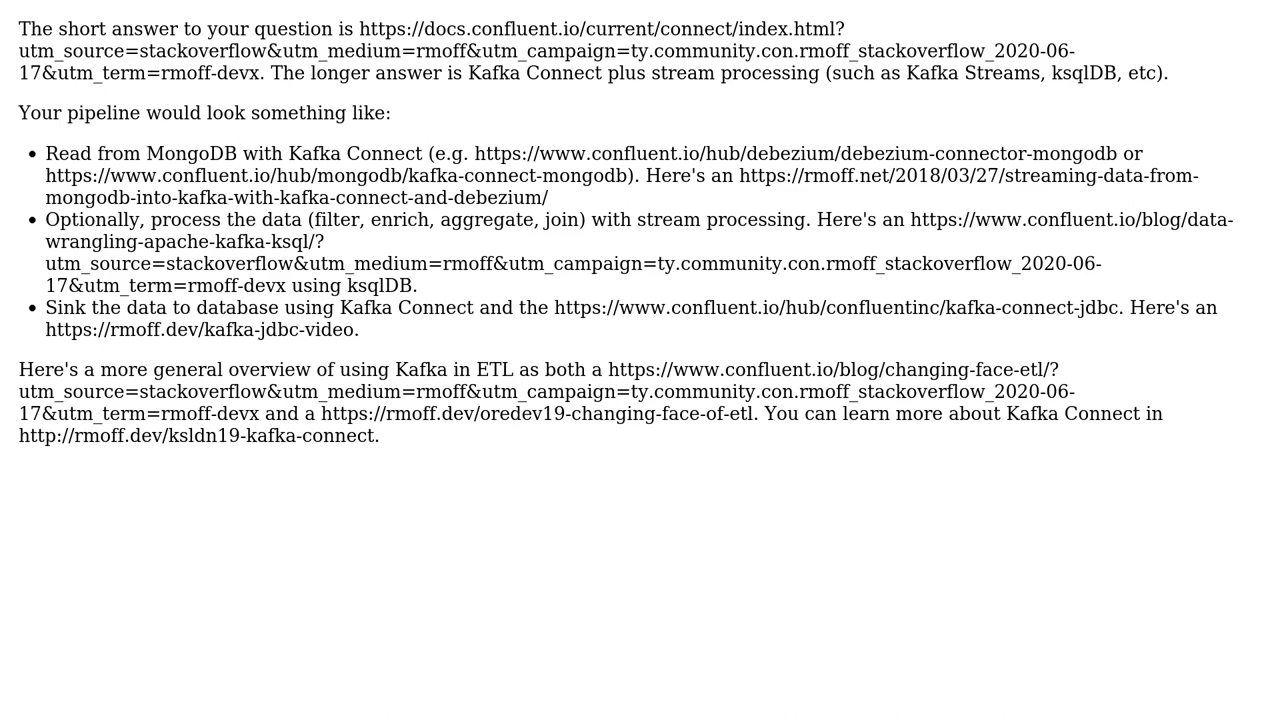 The short answer to your question is https://docs.confluent.io/current/connect/index.html?
utm_source=stackoverflow&utm_medium=rmoff&utm_campaign=ty.community.con.rmoff_stackoverflow_2020-06-
17&utm_term=rmoff-devx. The longer answer is Kafka Connect plus stream processing (such as Kafka Streams, ksqlDB, etc).
Your pipeline would look something like:
• Read from MongoDB with Kafka Connect (e.g. https://www.confluent.io/hub/debezium/debezium-connector-mongodb or
https://www.confluent.io/hub/mongodb/kafka-connect-mongodb). Here's an https://rmoff.net/2018/03/27/streaming-data-from-
mongodb-into-kafka-with-kafka-connect-and-debezium/
• Optionally, process the data (filter, enrich, aggregate, join) with stream processing. Here's an https://www.confluent.io/blog/data-
wrangling-apache-kafka-ksql/?
utm_source=stackoverflow&utm_medium=rmoff&utm_campaign=ty.community.con.rmoff_stackoverflow_2020-06-
17&utm_term=rmoff-devx using ksqlDB.
• Sink the data to database using Kafka Connect and the https://www.confluent.io/hub/confluentinc/kafka-connect-jdbc. Here's an
https://rmoff.dev/kafka-jdbc-video.
Here's a more general overview of using Kafka in ETL as both a https://www.confluent.io/blog/changing-face-etl/?
utm_source=stackoverflow&utm_medium=rmoff&utm_campaign=ty.community.con.rmoff_stackoverflow_2020-06-
17&utm_term=rmoff-devx and a https://rmoff.dev/oredev19-changing-face-of-etl. You can learn more about Kafka Connect in
http://rmoff.dev/ksldn19-kafka-connect.